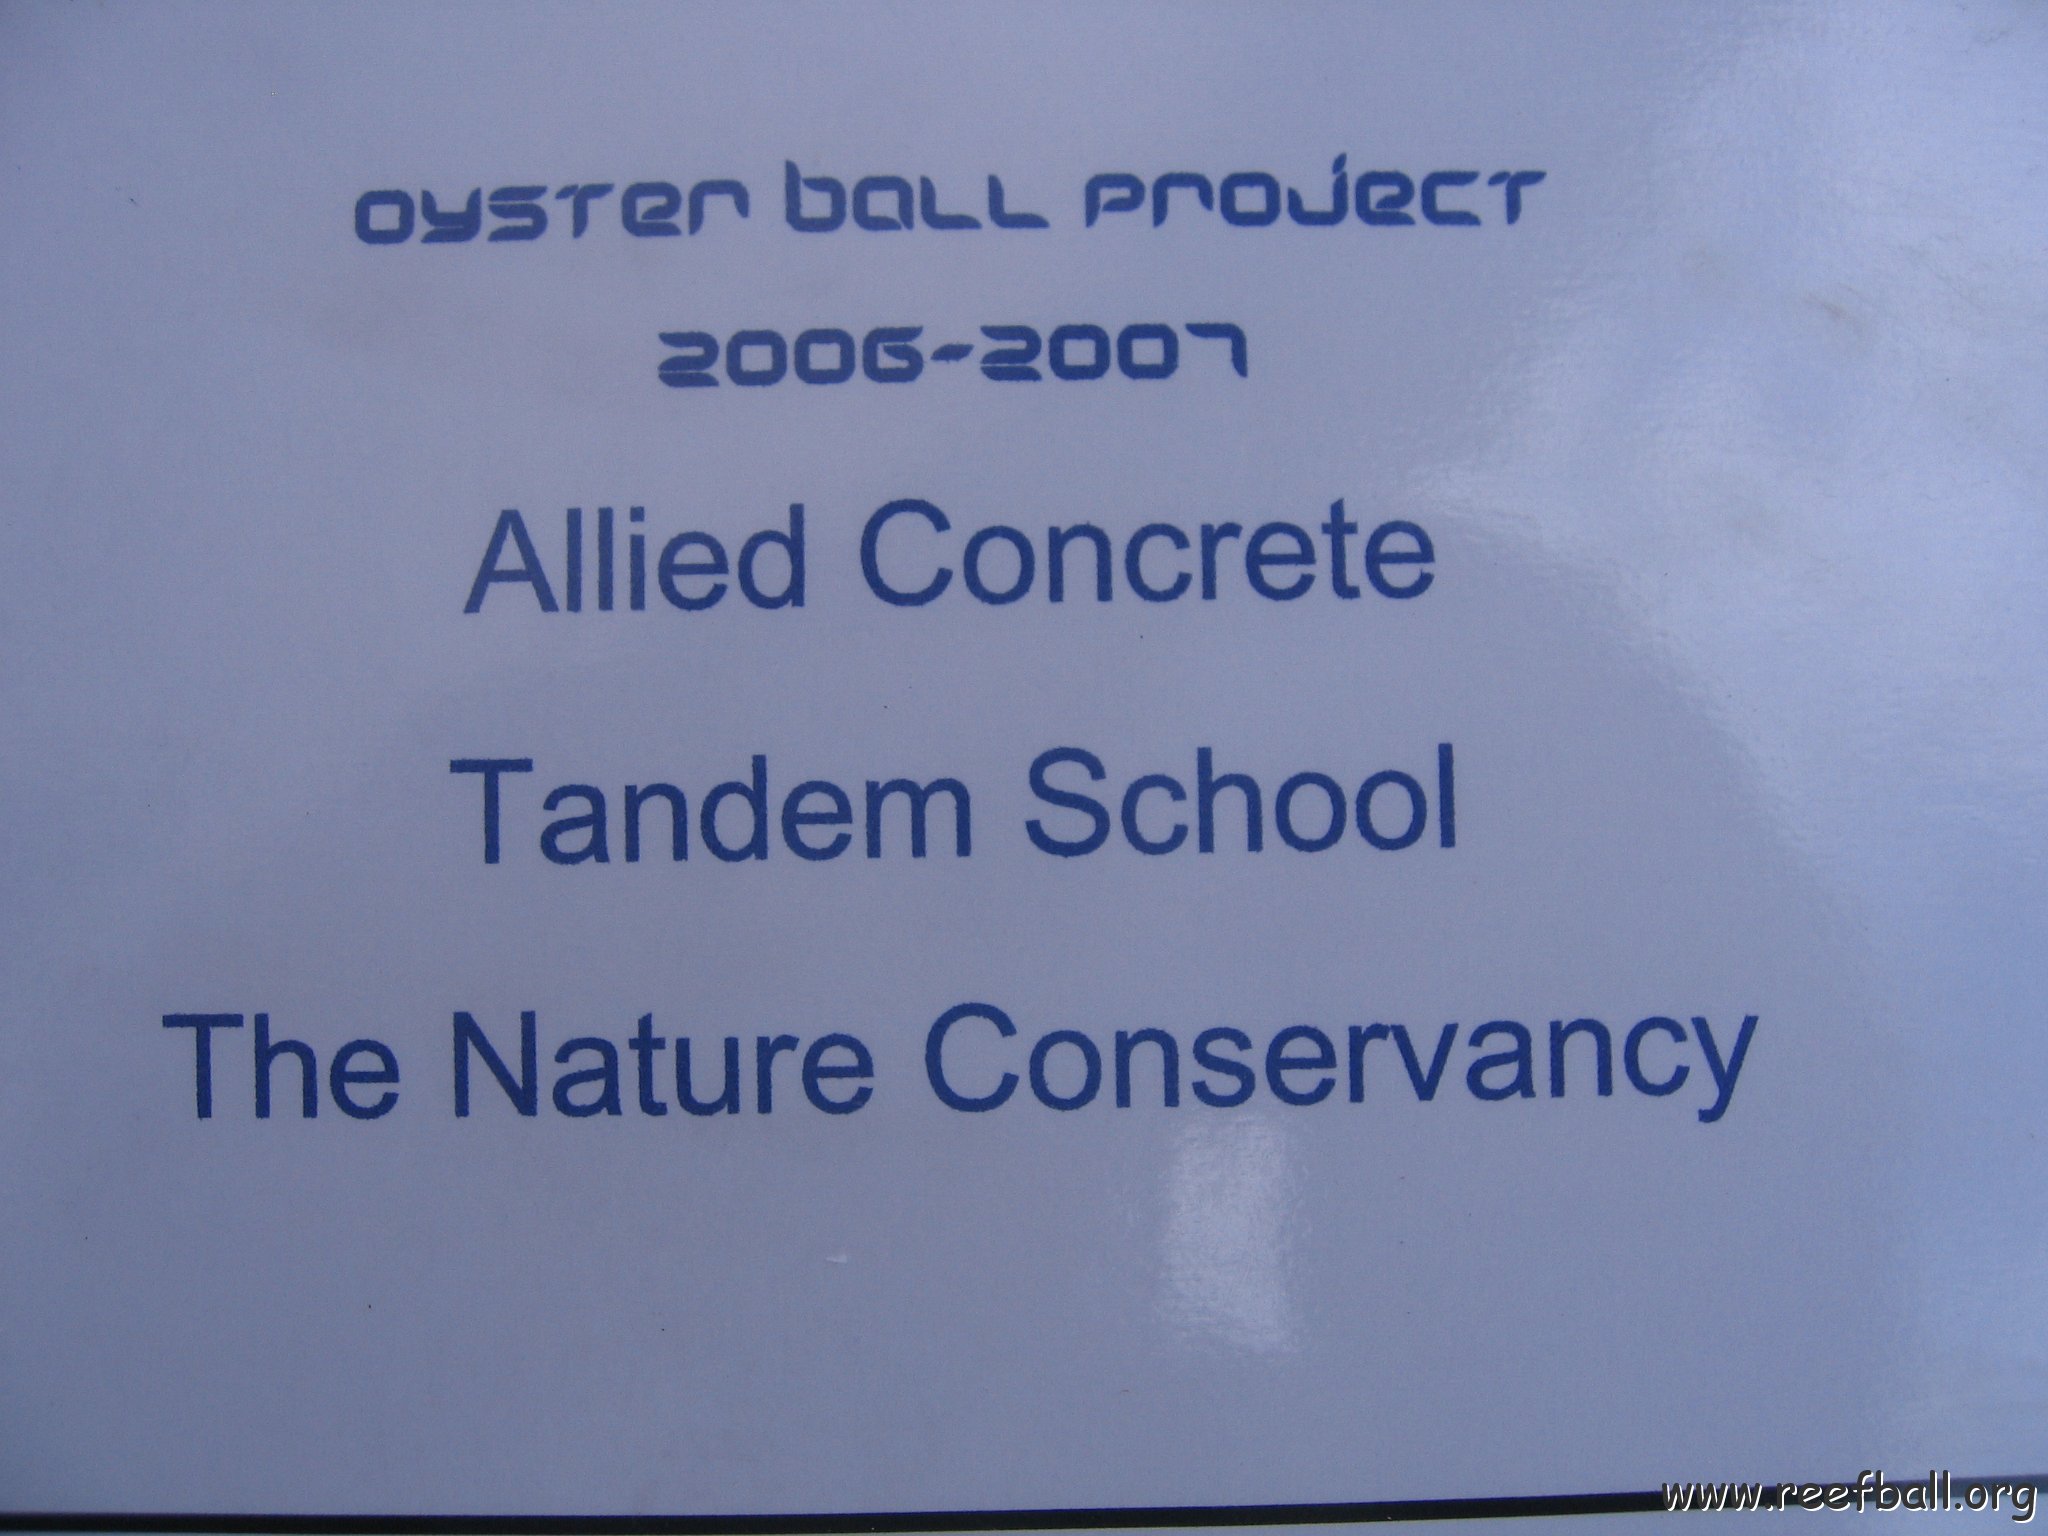 Oyster Ball Project
2006-2007
Allied Concrete
Tandem School
The Nature Conservancy
www.reefball.org